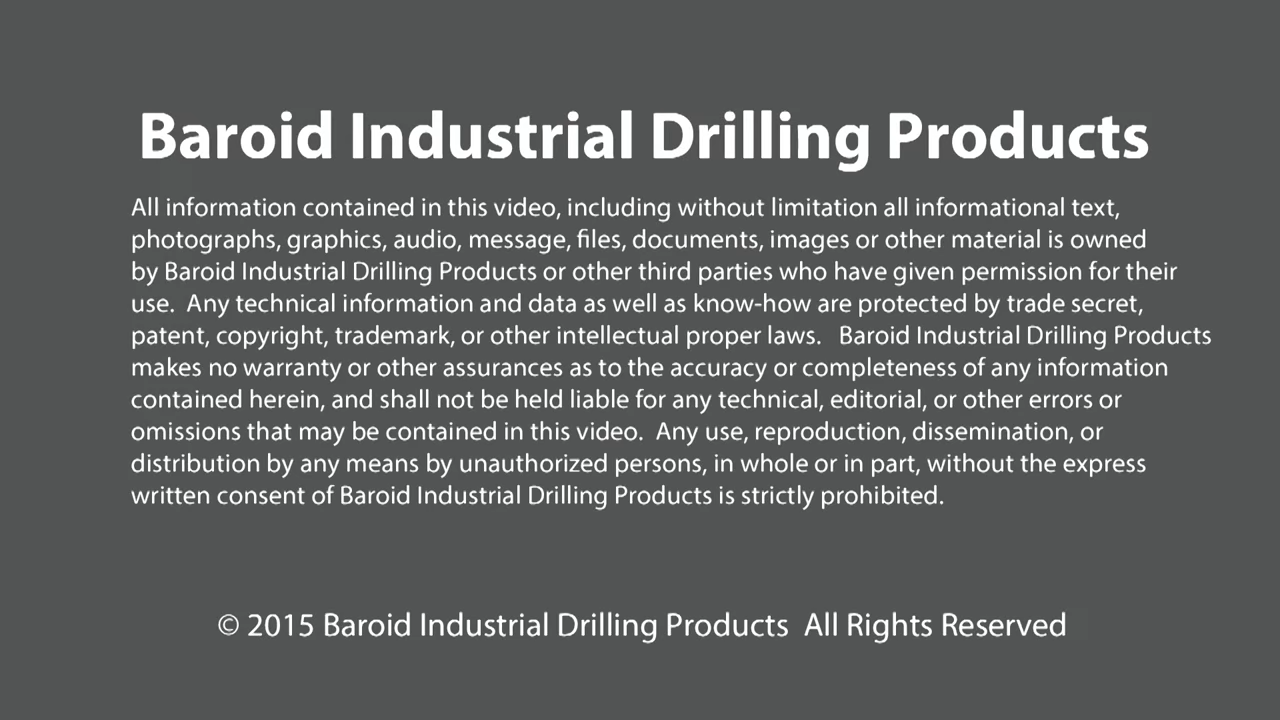 Baroid Industrial Drilling Products
All information contained in this video, including without limitation all informational text,
photographs, graphics, audio, message, files, documents, images or other material is owned
by Baroid Industrial Drilling Products or other third parties who have given permission for their
use.  Any technical information and data as well as know-how are protected by trade secret,
patent, copyright, trademark, or other intellectual proper laws.   Baroid Industrial Drilling Products
makes no warranty or other assurances as to the accuracy or completeness of any information
contained herein, and shall not be held liable for any technical, editorial, or other errors or
omissions that may be contained in this video.  Any use, reproduction, dissemination, or
distribution by any means by unauthorized persons, in whole or in part, without the express
written consent of Baroid Industrial Drilling Products is strictly prohibited.
© 2015 Baroid Industrial Drilling Products  All Rights Reserved